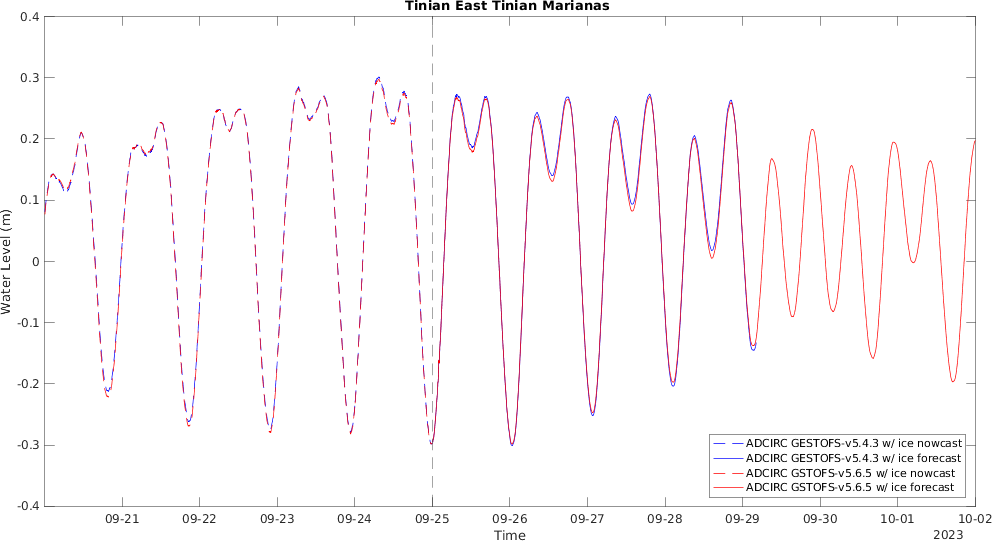 Tinian East Tinian Marianas
0.4
0.3
0.2
0.1
0
-0.1
-0.2
-0.3
-0.4
Water Level (m)
09-21 09-22 09-23 09-24 09-25 09-26 09-27 09-28 09-29 09-30 10-01 10-02
Time
2023
ADCIRC GESTOFS-v5.4.3 w/ ice nowcast
ADCIRC GESTOFS-v5.4.3 w/ ice forecast
ADCIRC GSTOFS-v5.6.5 w/ ice nowcast
ADCIRC GSTOFS-v5.6.5 w/ ice forecast